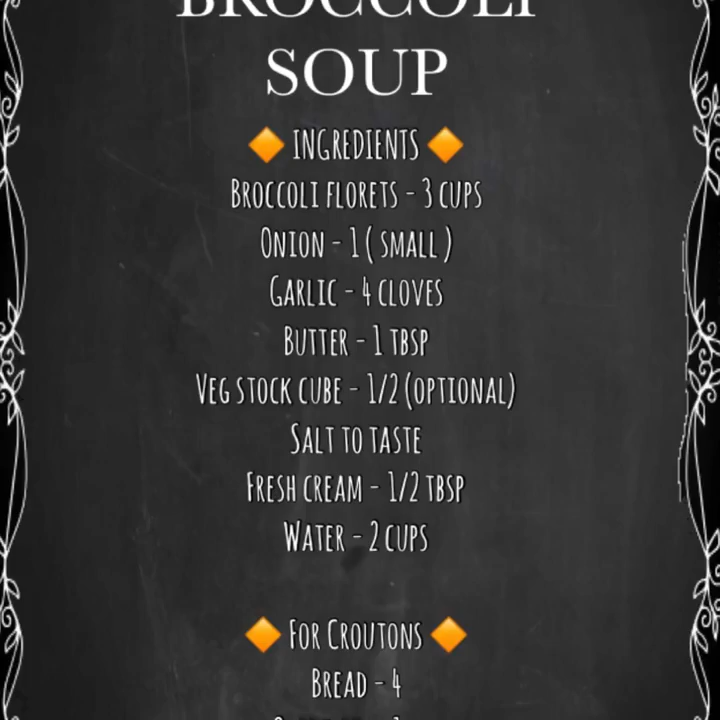 BROCCOLI
SOUP
🔶 INGREDIENTS 🔶
BROCCOLI FLORETS - 3 CUPS
ONION - 1 ( SMALL )
GARLIC - 4 CLOVES
BUTTER - 1 TBSP
VEG STOCK CUBE - 1/2 (OPTIONAL)
SALT TO TASTE
FRESH CREAM - 1/2 TBSP
WATER - 2 CUPS
🔶 FOR CROUTONS 🔶
BREAD - 4